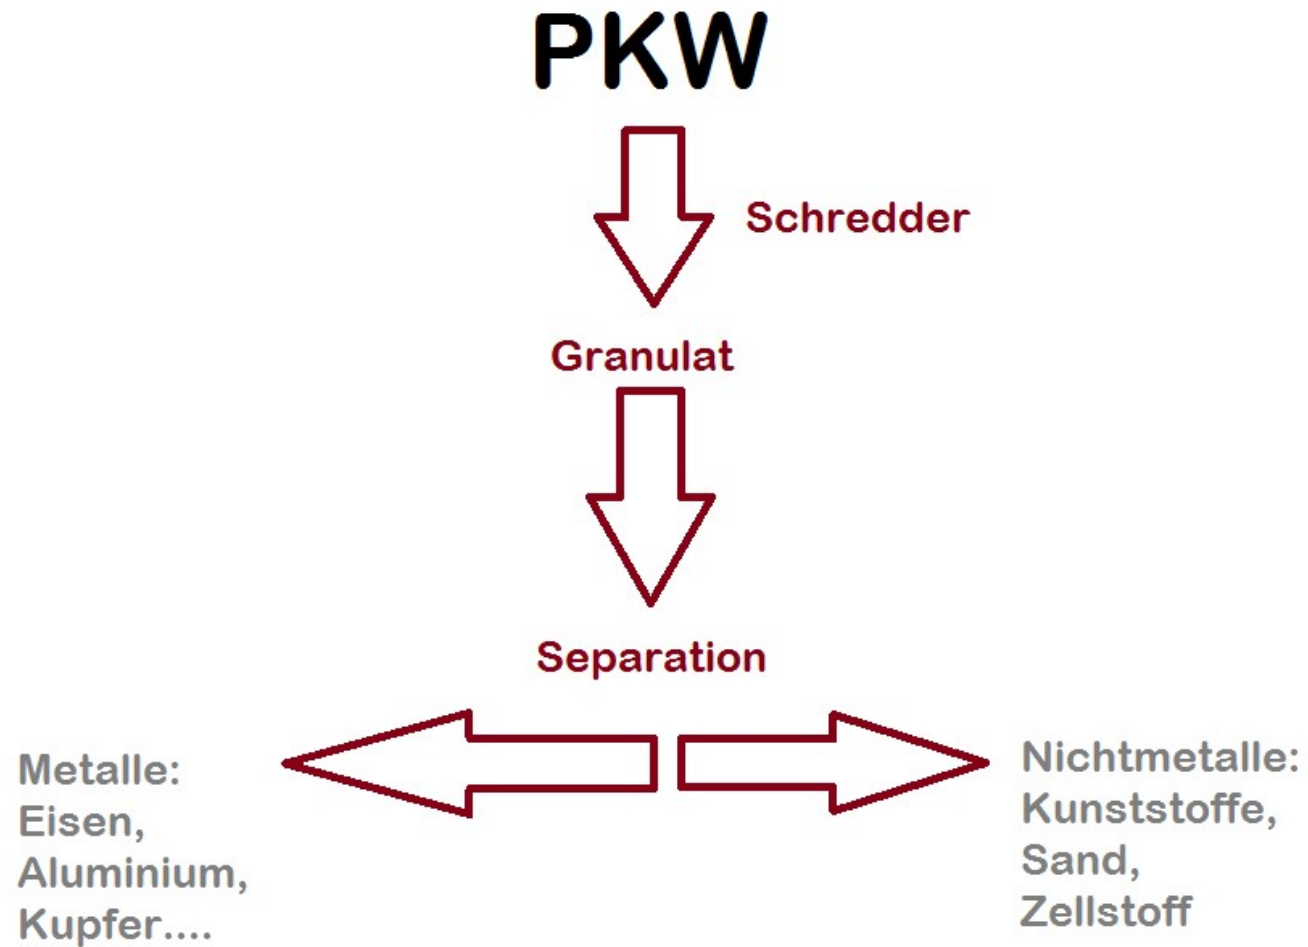 PKW
Schredder
Granulat
Separation
Metalle:
Eisen,
Aluminium,
Kupfer....
Nichtmetalle:
Kunststoffe,
Sand,
Zellstoff